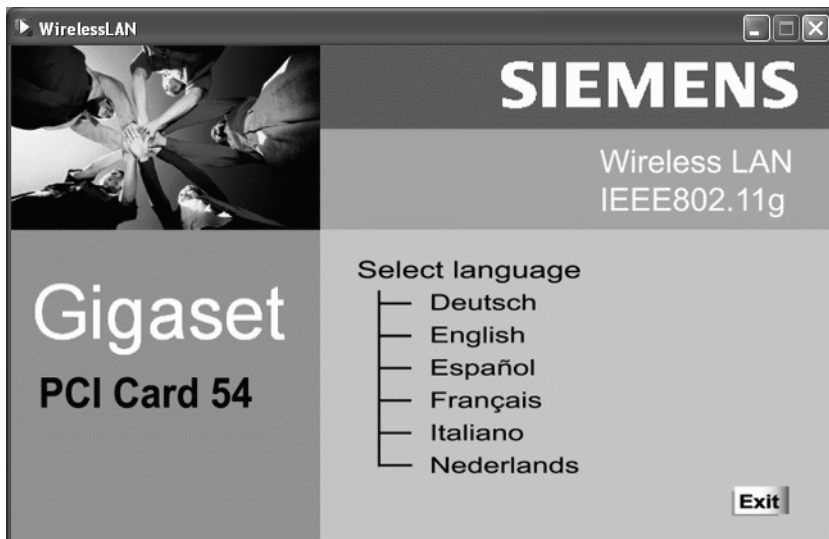 WirelessLAN
SIEMENS
Wireless LAN
IEEE802.11g
Gigaset
PCI Card 54
Select language
Deutsch
English
Español
Français
Italiano
Nederlands
Exit